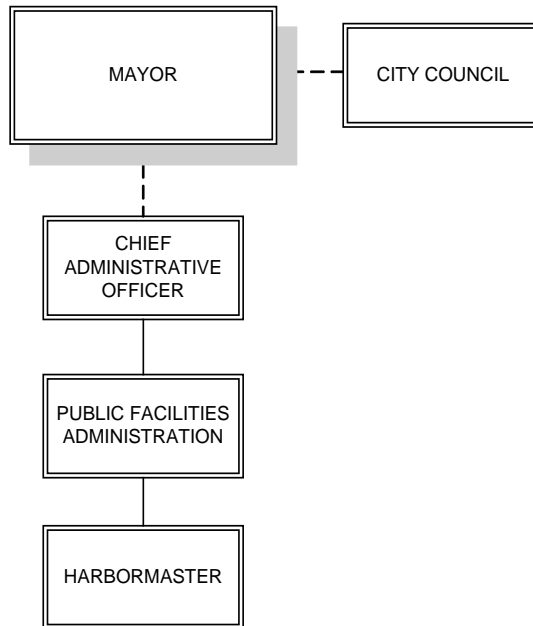 MAYOR
CITY COUNCIL
CHIEF
ADMINISTRATIVE
OFFICER
PUBLIC FACILITIES
ADMINISTRATION
HARBORMASTER